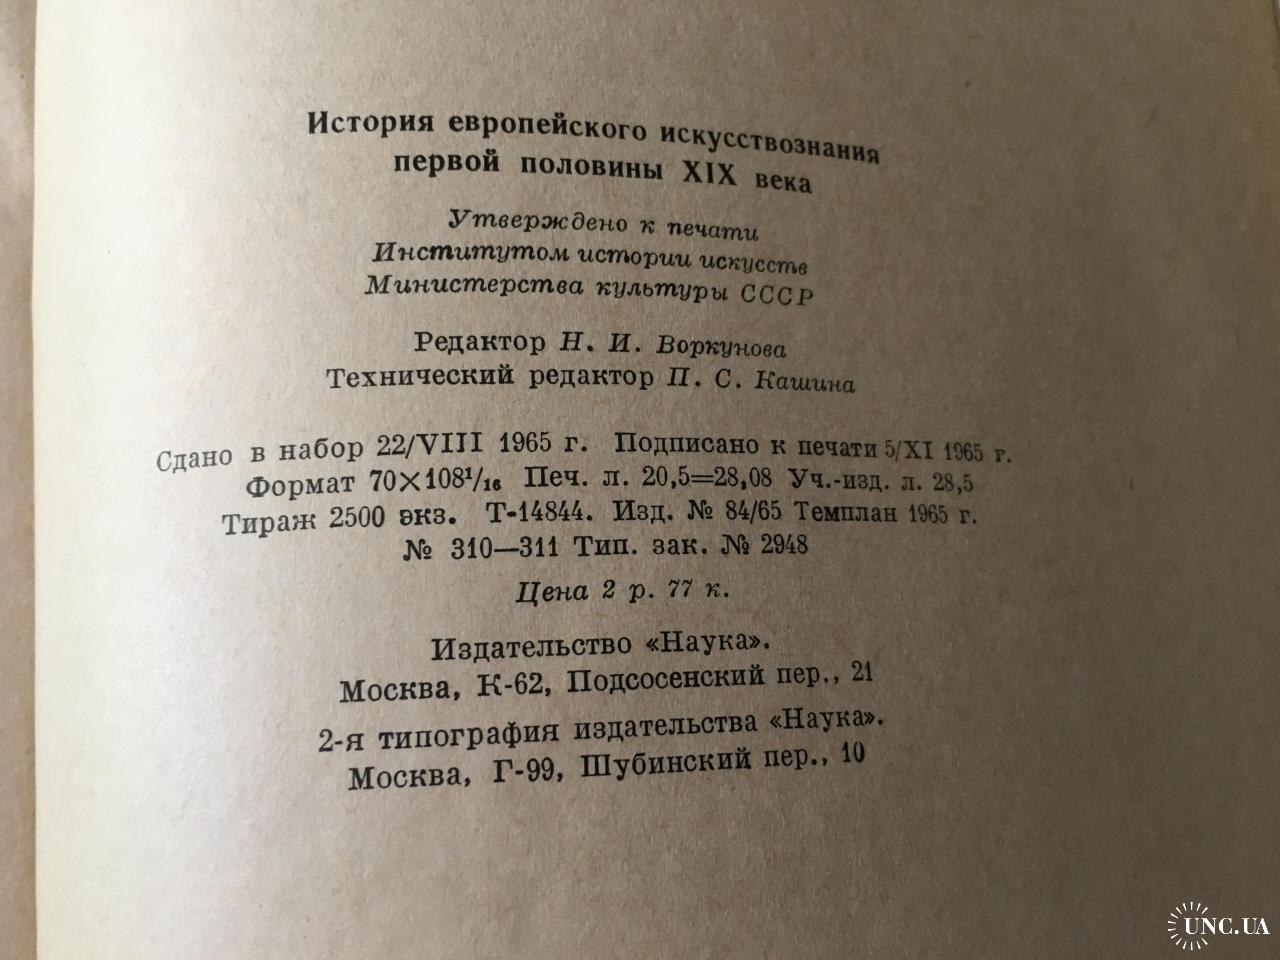 История европейского искусствознания
первой половины XIX века
Утверждено к печати
Институтом истории искусств
Министерства культуры СССР
Редактор Н. И. Воркунова
Технический редактор П. С. Кашина
Сдано в набор 22/VIII 1965 г. Подписано к печати 5/XI 1965 г.
Формат 70×108¹/₁₆ Печ. л. 20,5=28,08 Уч.-изд. л. 28,5
Тираж 2500 экз. Т-14844. Изд. № 84/65 Темплан 1965 г.
№ 310—311 Тип. зак. № 2948
Цена 2 р. 77 к.
Издательство «Наука».
Москва, К-62, Подсосенский пер., 21
2-я типография издательства «Наука».
Москва, Г-99, Шубинский пер., 10
UNC.UA